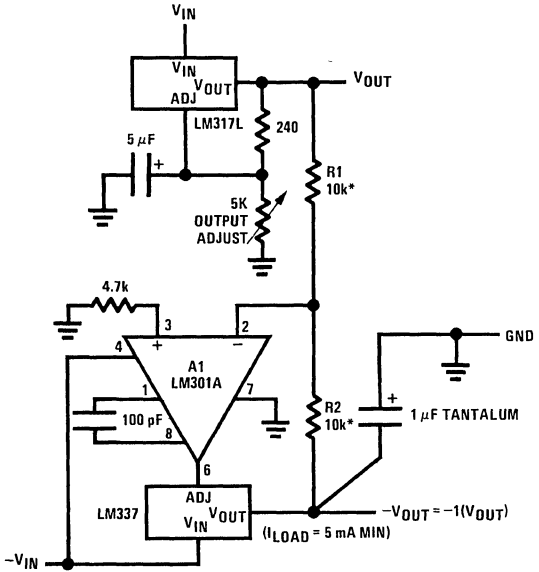 VIN
VIN
VOUT
ADJ
VOUT
LM317L
240
5 μF
+
R1
10k*
5K
OUTPUT
ADJUST
4.7k
3
2
+
−
4
A1
LM301A
GND
1
7
100 pF
8
R2
10k*
+
1 μF TANTALUM
6
ADJ
LM337
VOUT
VIN
−VOUT = −1(VOUT)
(ILOAD = 5 mA MIN)
−VIN